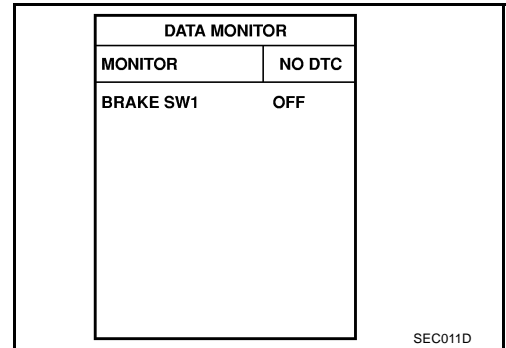 DATA MONITOR
MONITOR NO DTC
BRAKE SW1 OFF
SEC011D